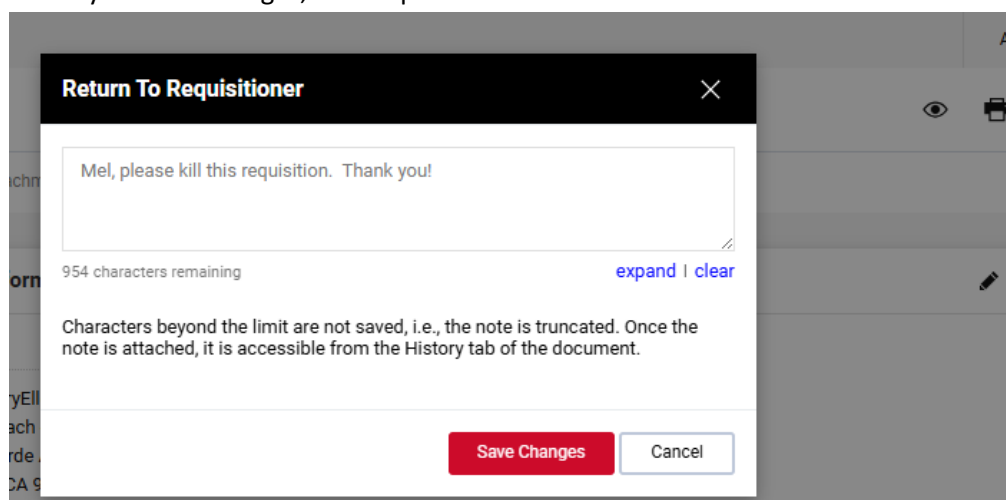 Return To Requisitioner
Mel, please kill this requisition.  Thank you!
954 characters remaining
expand | clear
Characters beyond the limit are not saved, i.e., the note is truncated. Once the
note is attached, it is accessible from the History tab of the document.
Save Changes
Cancel